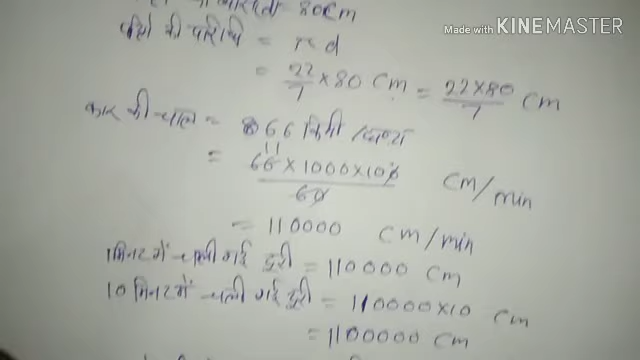 Made with KINEMASTER
80cm
पहिये की परिधि = πd
= 22/7 × 80 cm = 22×80/7 cm
कार की चाल = 66 किमी/घण्टा
= 66×1000×100/60 cm/min
11
= 110000 cm/min
1 मिनट में चली गई दूरी = 110000 cm
10 मिनट में चली गई दूरी = 110000×10 cm
= 1100000 cm